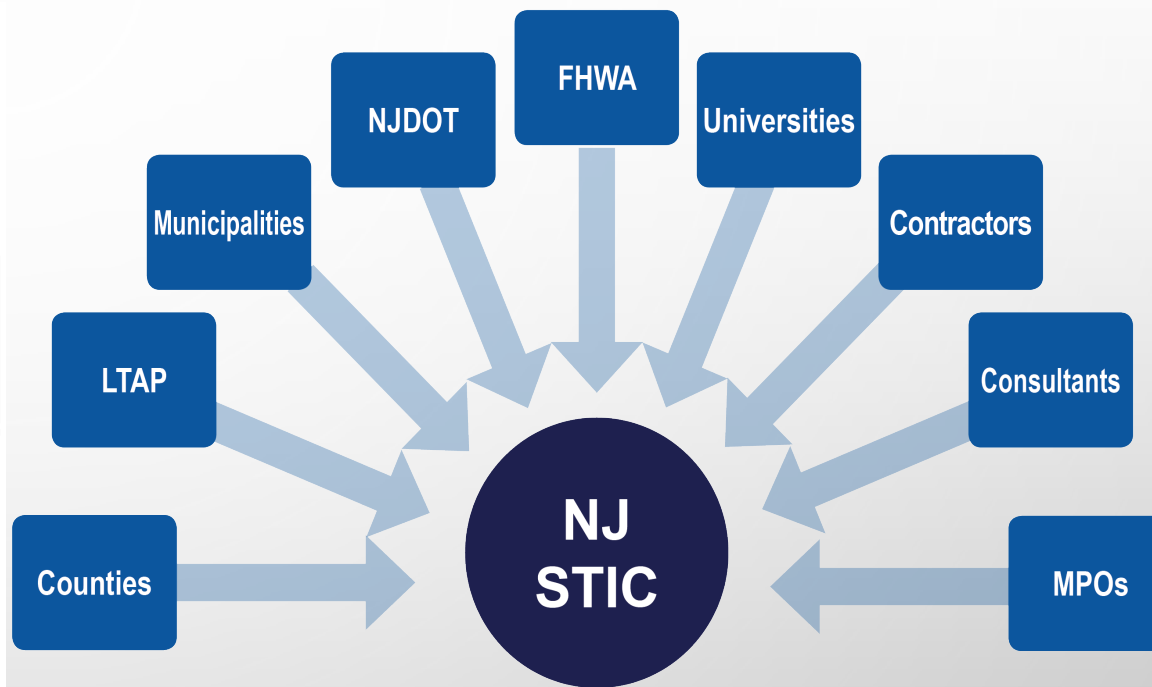 FHWA
NJDOT
Universities
Municipalities
Contractors
LTAP
Consultants
NJ
STIC
Counties
MPOs